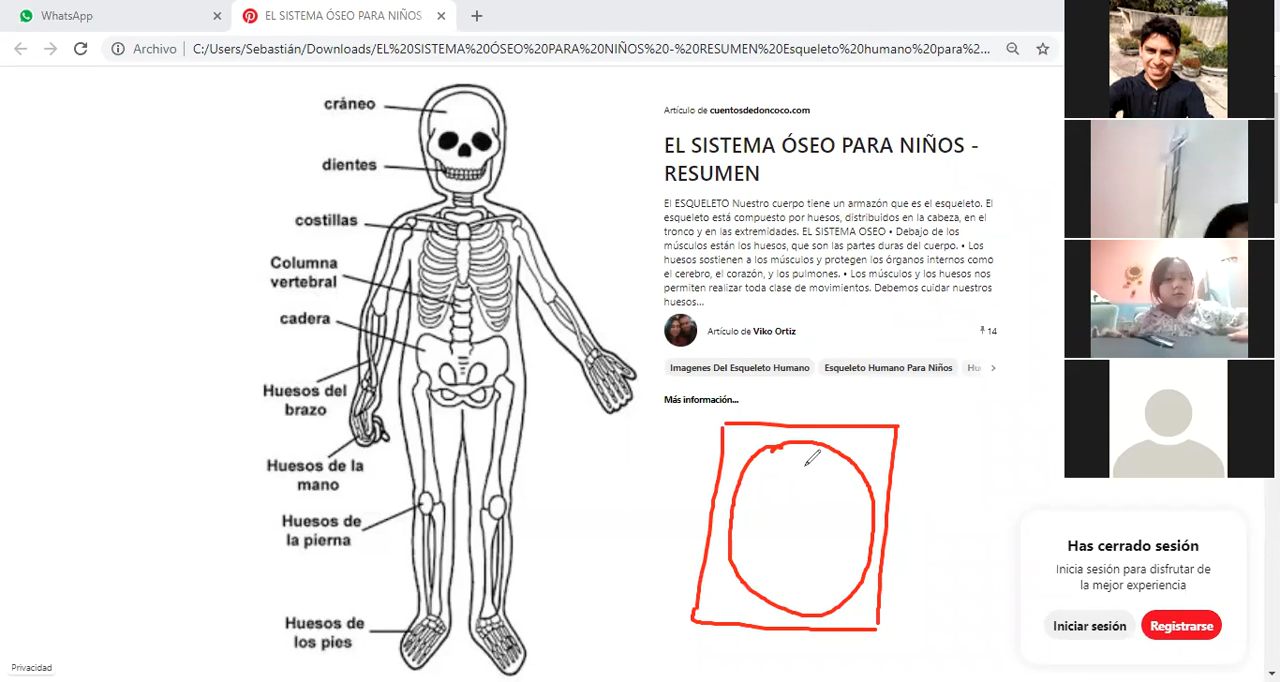 WhatsApp
EL SISTEMA ÓSEO PARA NIÑOS
Archivo
C:/Users/Sebastián/Downloads/EL%20SISTEMA%20ÓSEO%20PARA%20NIÑOS%20-%20RESUMEN%20Esqueleto%20humano%20para%2...
cráneo
dientes
costillas
Columna
vertebral
cadera
Huesos del
brazo
Huesos de la
mano
Huesos de
la pierna
Huesos de
los pies
Artículo de cuentosdedoncoco.com
EL SISTEMA ÓSEO PARA NIÑOS -
RESUMEN
El ESQUELETO Nuestro cuerpo tiene un armazón que es el esqueleto. El
esqueleto está compuesto por huesos, distribuidos en la cabeza, en el
tronco y en las extremidades. EL SISTEMA OSEO • Debajo de los
músculos están los huesos, que son las partes duras del cuerpo. • Los
huesos sostienen a los músculos y protegen los órganos internos como
el cerebro, el corazón, y los pulmones. • Los músculos y los huesos nos
permiten realizar toda clase de movimientos. Debemos cuidar nuestros
huesos...
Artículo de Viko Ortiz
14
Imagenes Del Esqueleto Humano
Esqueleto Humano Para Niños
Hu
Más información...
Has cerrado sesión
Inicia sesión para disfrutar de
la mejor experiencia
Iniciar sesión
Registrarse
Privacidad